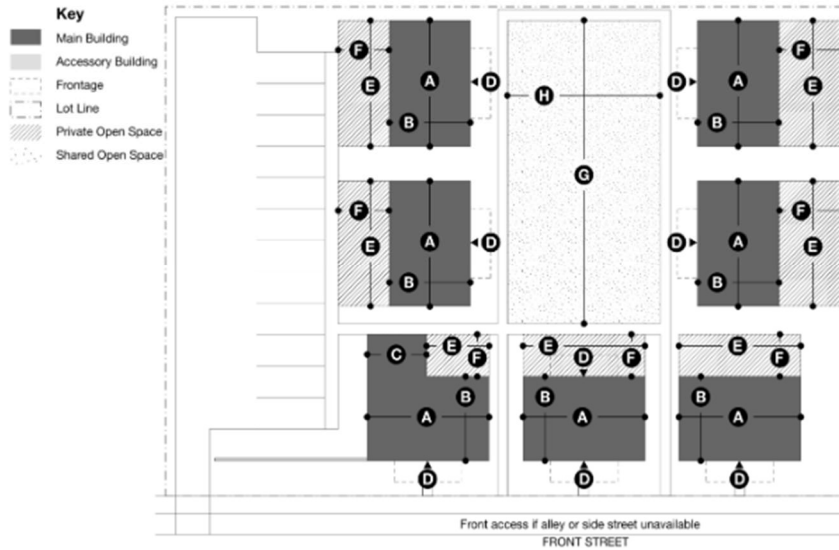 Key
Main Building
Accessory Building
Frontage
Lot Line
Private Open Space
Shared Open Space
F F
E A D H D A E
B B
G
F F
E A D D A E
B B
E D E
C F F F
B B B
A A A
D D D
Front access if alley or side street unavailable
FRONT STREET